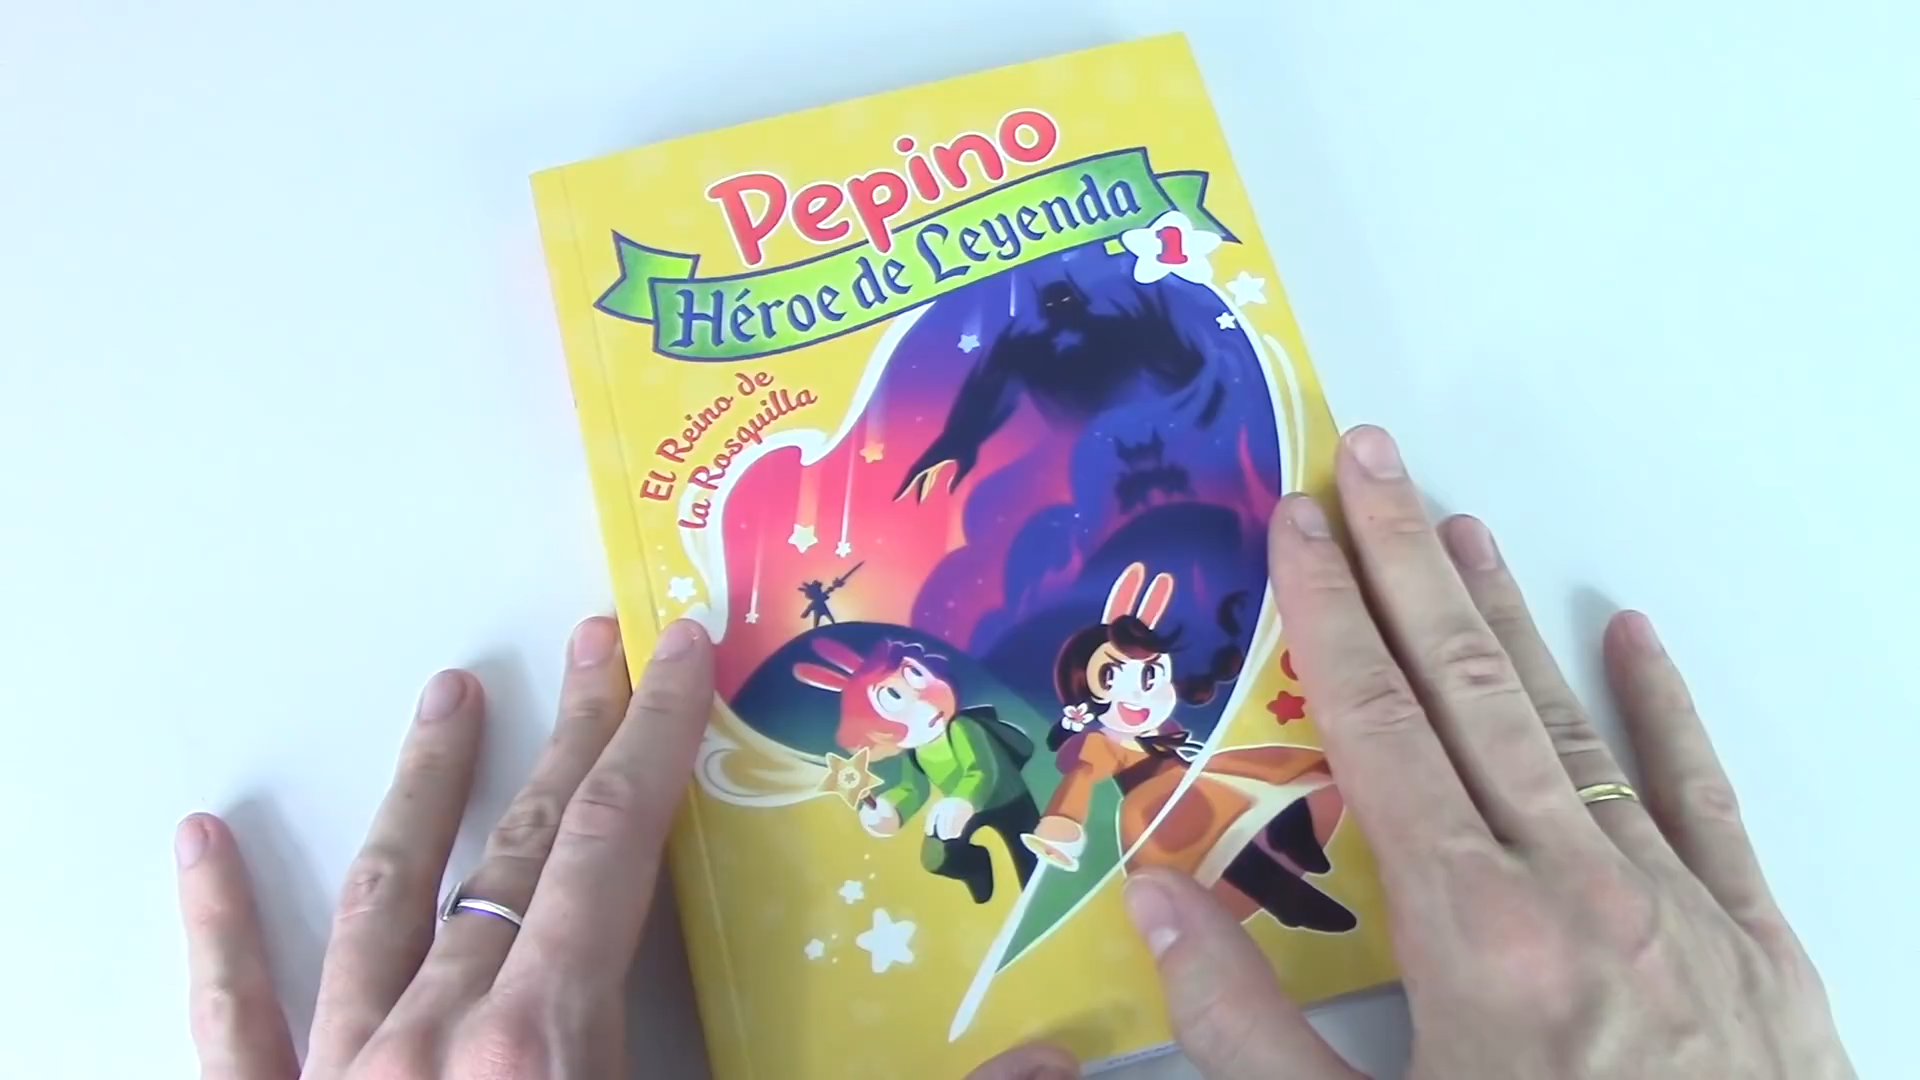 Pepino
Héroe de Leyenda
1
El Reino de
la Rosquilla